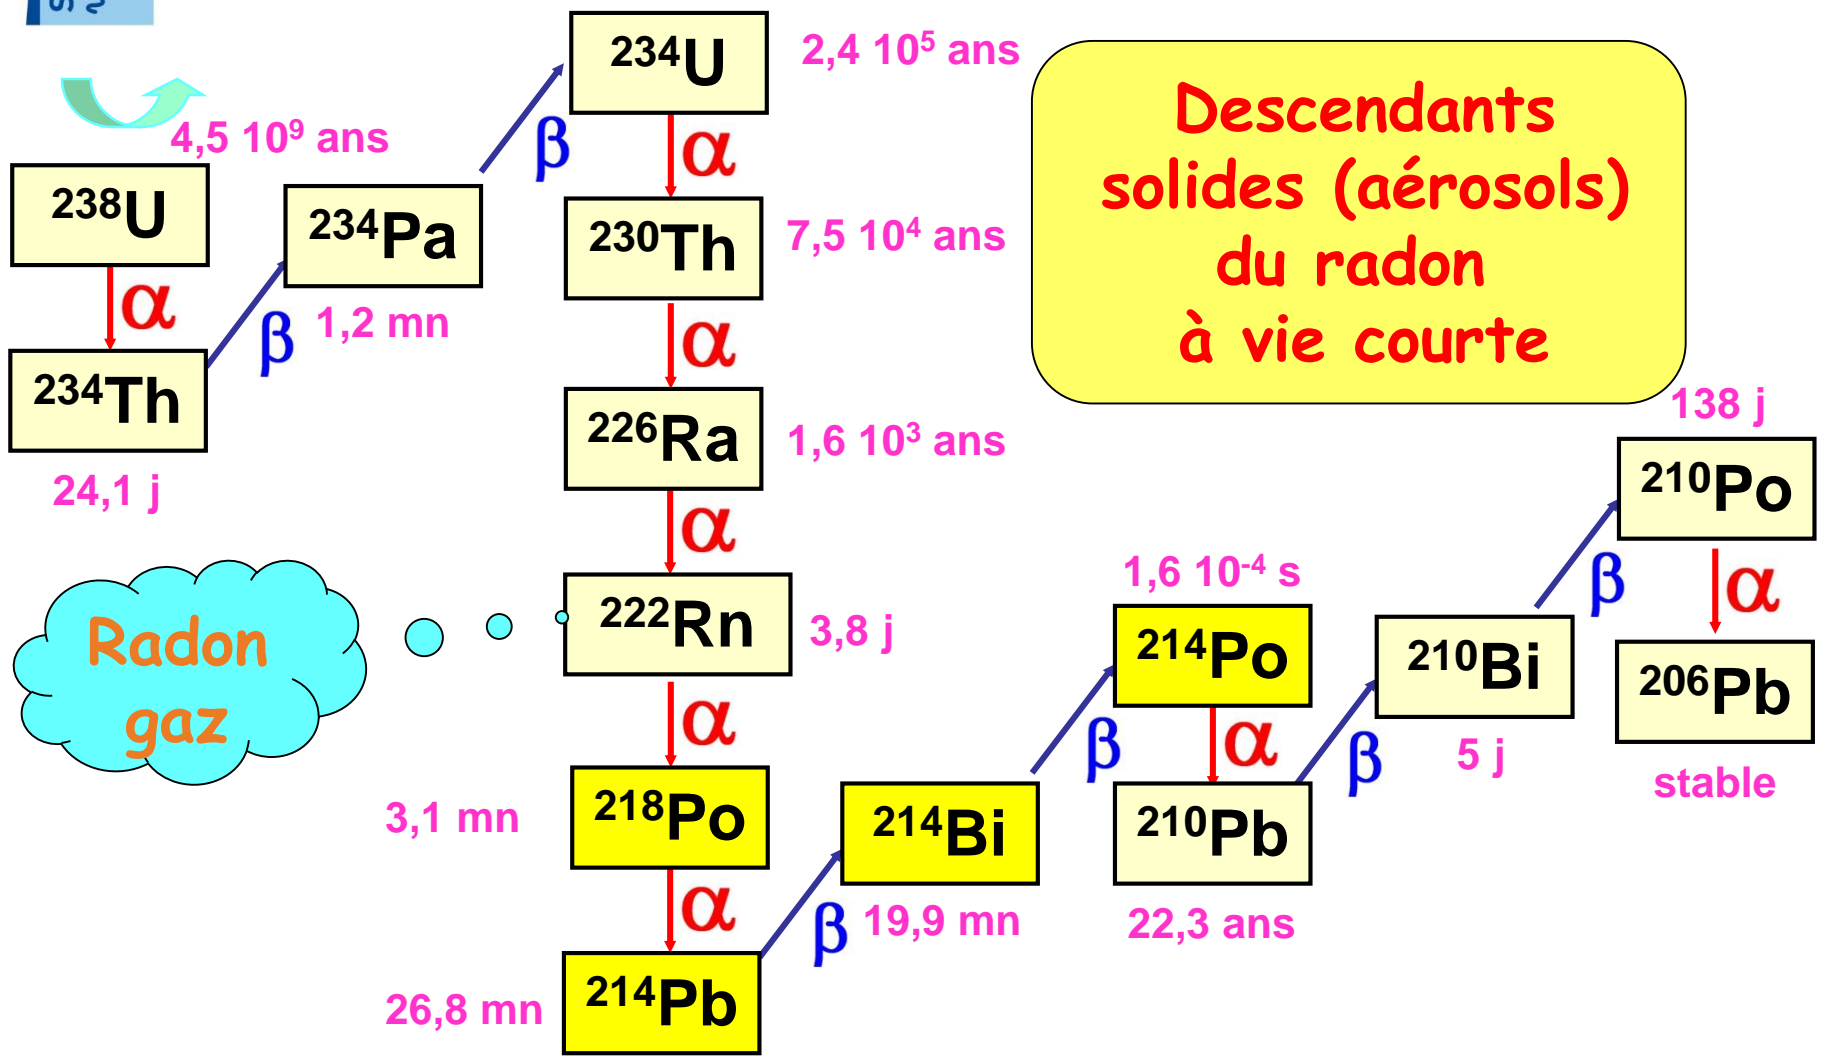 ²³⁴U
2,4 10⁵ ans
Descendants
solides (aérosols)
du radon
à vie courte
β
α
4,5 10⁹ ans
²³⁸U
²³⁴Pa
²³⁰Th
7,5 10⁴ ans
α
β
1,2 mn
α
²³⁴Th
24,1 j
²²⁶Ra
1,6 10³ ans
α
138 j
²¹⁰Po
Radon
gaz
²²²Rn
3,8 j
α
1,6 10⁻⁴ s
²¹⁴Po
β
α
²¹⁰Bi
5 j
β
²⁰⁶Pb
stable
3,1 mn
²¹⁸Po
α
²¹⁴Bi
19,9 mn
β
α
²¹⁰Pb
22,3 ans
β
26,8 mn
²¹⁴Pb